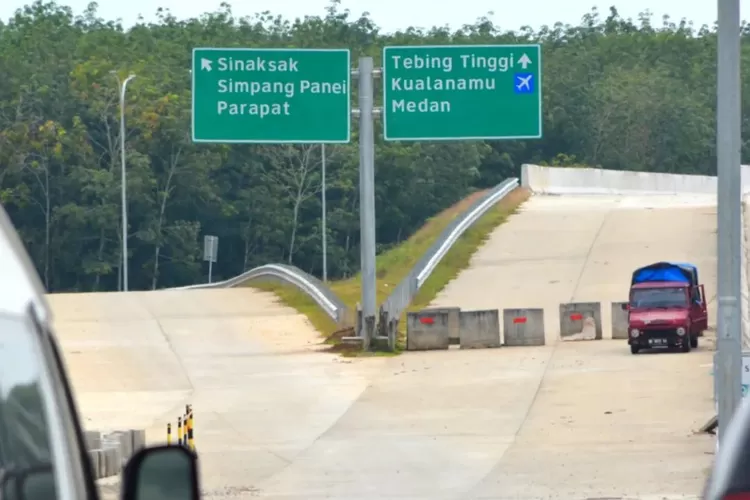 Sinaksak
Simpang Panei
Parapat
Tebing Tinggi
Kualanamu
Medan